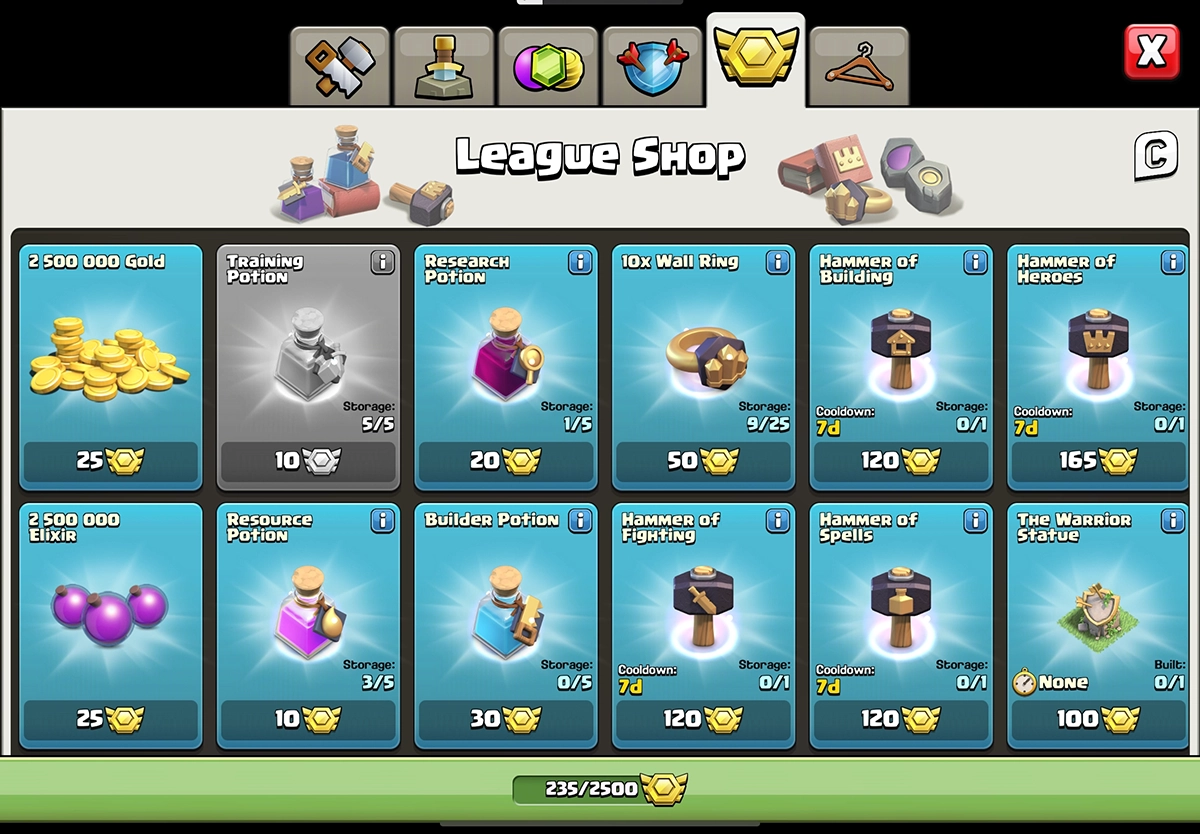 X
League Shop
C
2 500 000 Gold
25
Training
Potion
i
Storage:
5/5
10
Research
Potion
i
Storage:
1/5
20
10x Wall Ring
i
Storage:
9/25
50
Hammer of
Building
i
Cooldown:
7d
Storage:
0/1
120
Hammer of
Heroes
i
Cooldown:
7d
Storage:
0/1
165
2 500 000
Elixir
25
Resource
Potion
i
Storage:
3/5
10
Builder Potion
i
Storage:
0/5
30
Hammer of
Fighting
i
Cooldown:
7d
Storage:
0/1
120
Hammer of
Spells
i
Cooldown:
7d
Storage:
0/1
120
The Warrior
Statue
i
None
Built:
0/1
100
235/2500